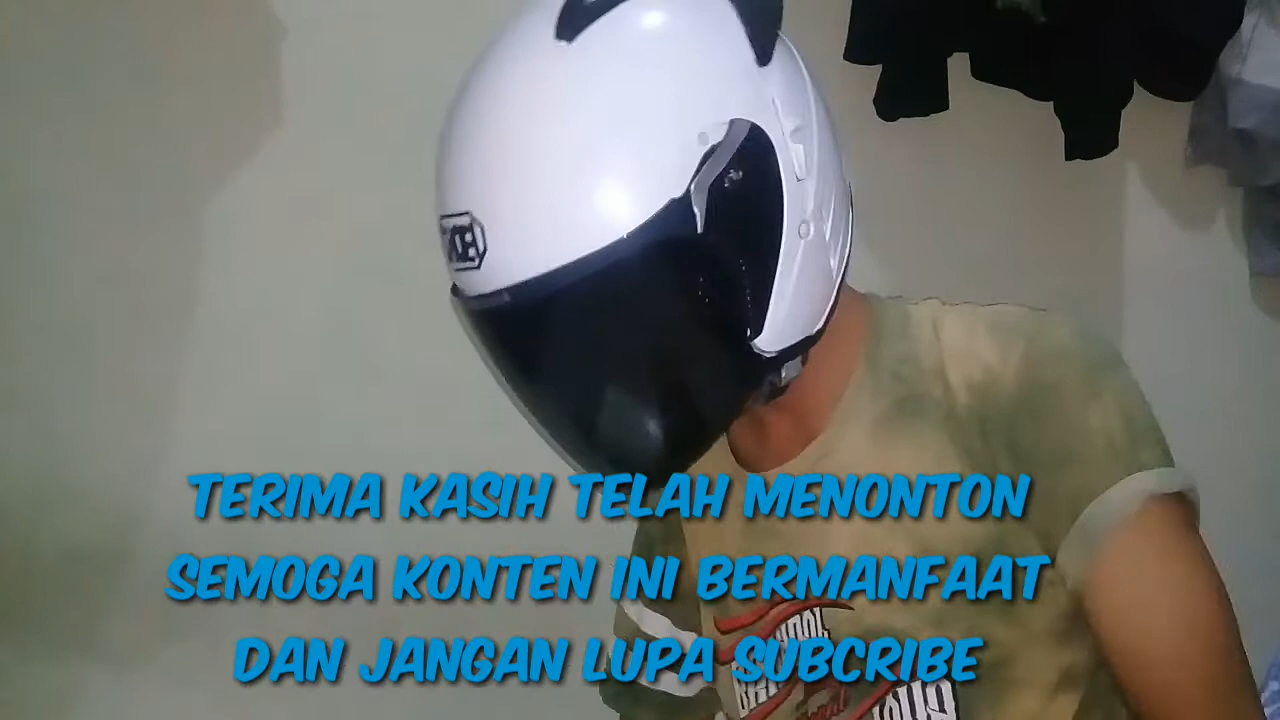 TERIMA KASIH TELAH MENONTON
SEMOGA KONTEN INI BERMANFAAT
DAN JANGAN LUPA SUBCRIBE